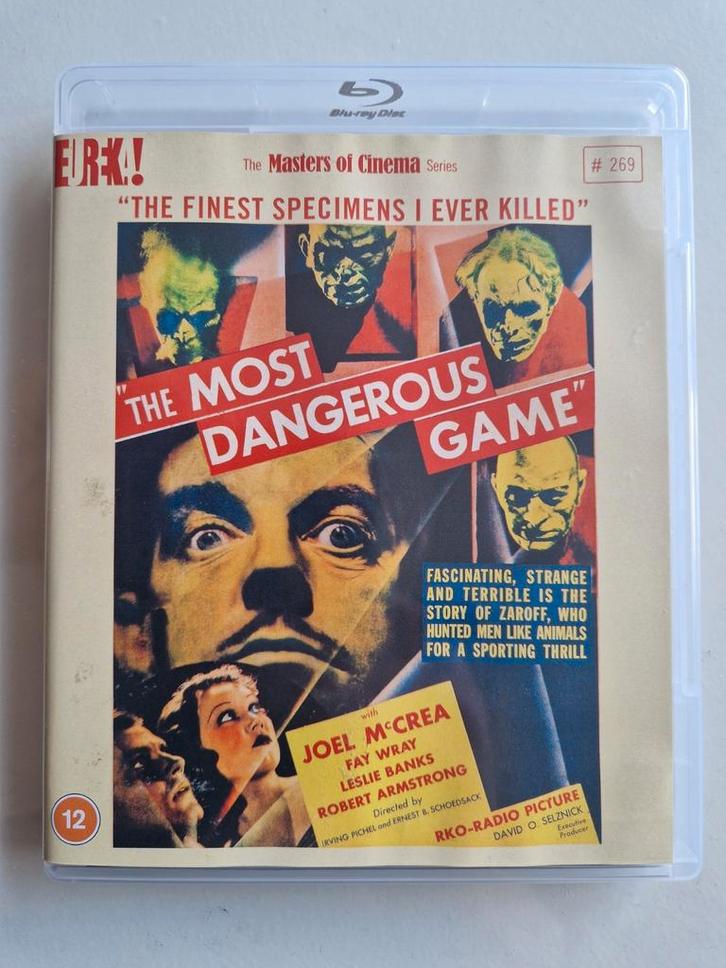 Blu-ray Disc
EUREKA!
The Masters of Cinema Series
# 269
"THE FINEST SPECIMENS I EVER KILLED"
"THE MOST
DANGEROUS
GAME"
FASCINATING, STRANGE
AND TERRIBLE IS THE
STORY OF ZAROFF, WHO
HUNTED MEN LIKE ANIMALS
FOR A SPORTING THRILL
with
JOEL McCREA
FAY WRAY
LESLIE BANKS
ROBERT ARMSTRONG
Directed by
IRVING PICHEL and ERNEST B. SCHOEDSACK
RKO-RADIO PICTURE
DAVID O. SELZNICK
Executive
Producer
12